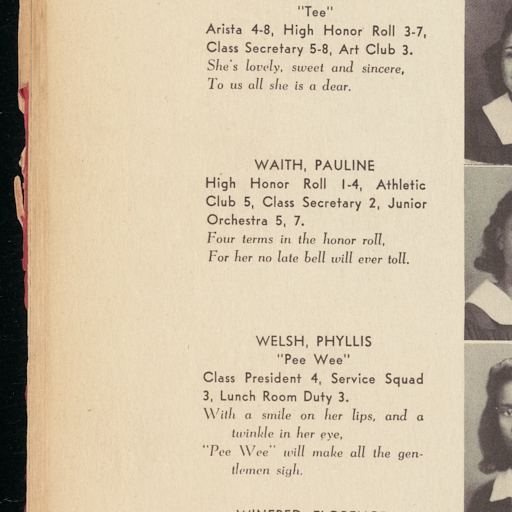 "Tee"
Arista 4-8, High Honor Roll 3-7,
Class Secretary 5-8, Art Club 3.
She's lovely, sweet and sincere,
To us all she is a dear.
WAITH, PAULINE
High Honor Roll 1-4, Athletic
Club 5, Class Secretary 2, Junior
Orchestra 5, 7.
Four terms in the honor roll,
For her no late bell will ever toll.
WELSH, PHYLLIS
"Pee Wee"
Class President 4, Service Squad
3, Lunch Room Duty 3.
With a smile on her lips, and a
twinkle in her eye,
"Pee Wee" will make all the gen-
tlemen sigh.